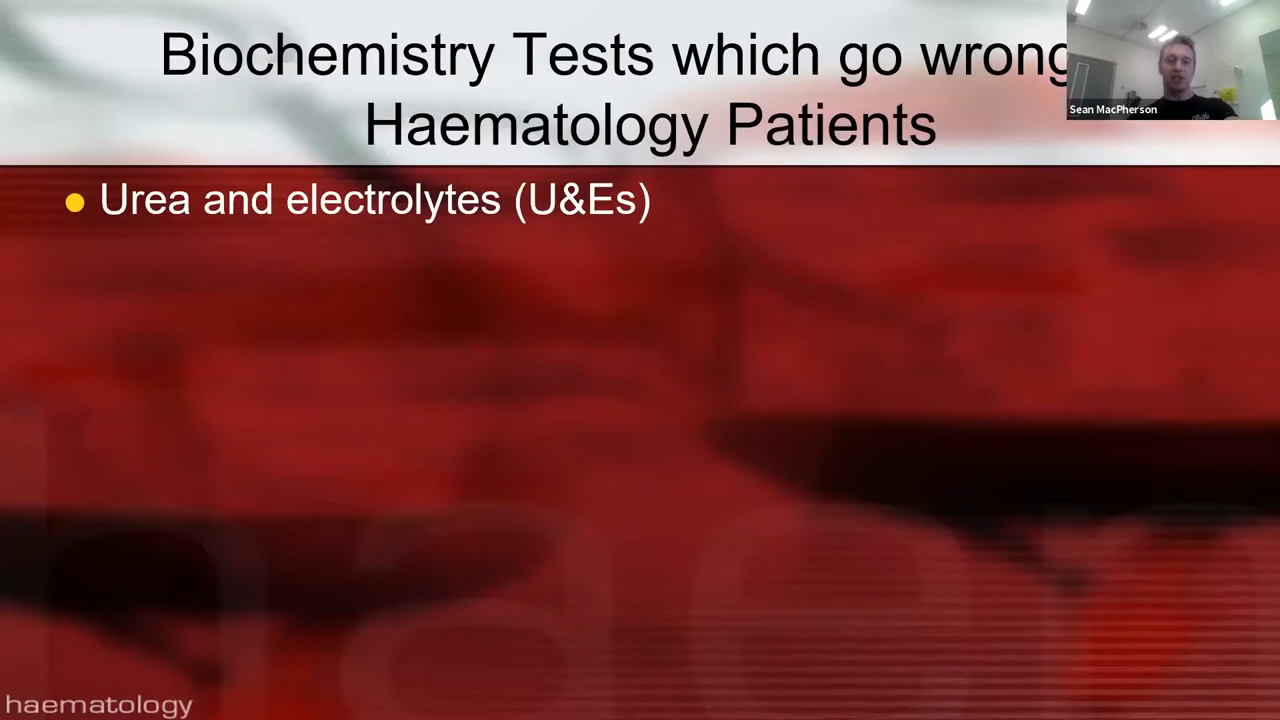 Biochemistry Tests which go wrong
Haematology Patients
Sean MacPherson
Urea and electrolytes (U&Es)
haematology